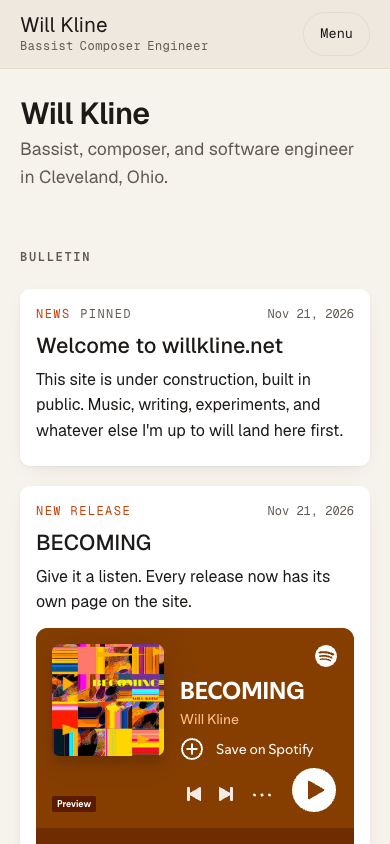 Will Kline
Bassist Composer Engineer
Menu
Will Kline
Bassist, composer, and software engineer
in Cleveland, Ohio.
BULLETIN
NEWS PINNED Nov 21, 2026
Welcome to willkline.net
This site is under construction, built in
public. Music, writing, experiments, and
whatever else I'm up to will land here first.
NEW RELEASE Nov 21, 2026
BECOMING
Give it a listen. Every release now has its
own page on the site.
BECOMING
BECOMING
Will Kline
Save on Spotify
Preview